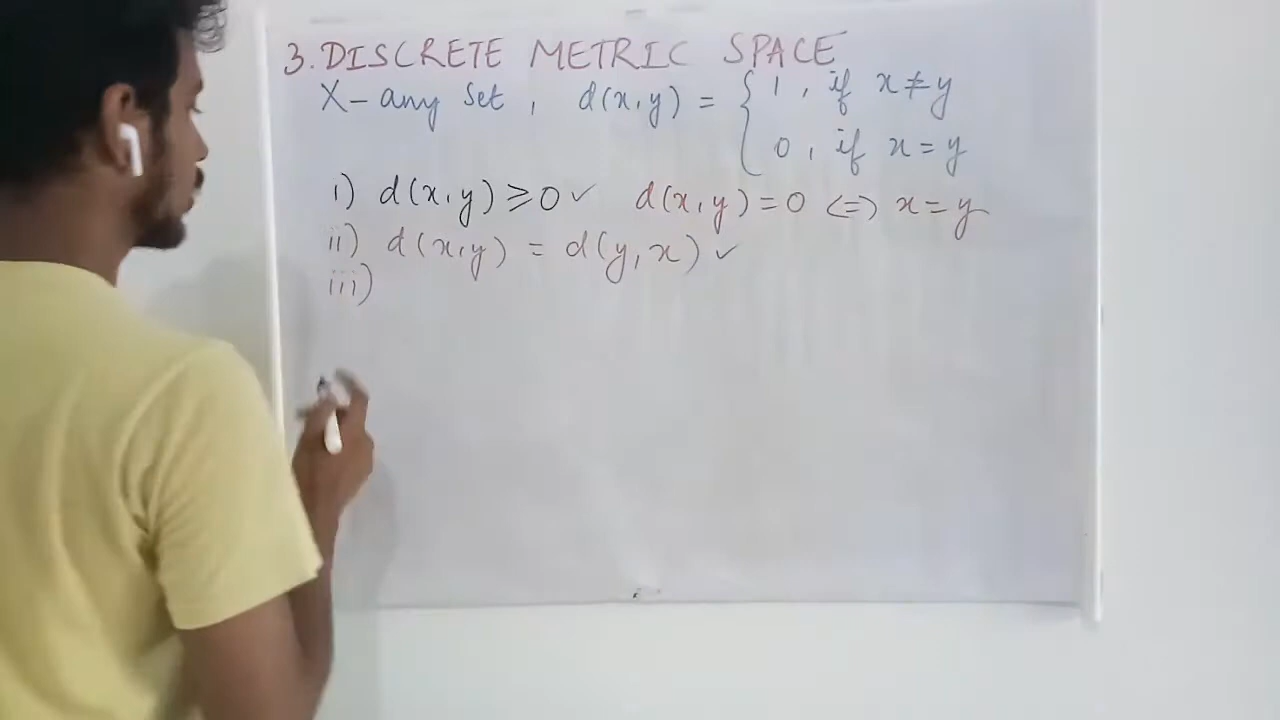 3. DISCRETE METRIC SPACE
X - any set , d(x,y) = { 1 , if x ≠ y
0 , if x = y
i) d(x,y) ⩾ 0 ✓ d(x,y) = 0 <=> x = y
ii) d(x,y) = d(y,x) ✓
iii)